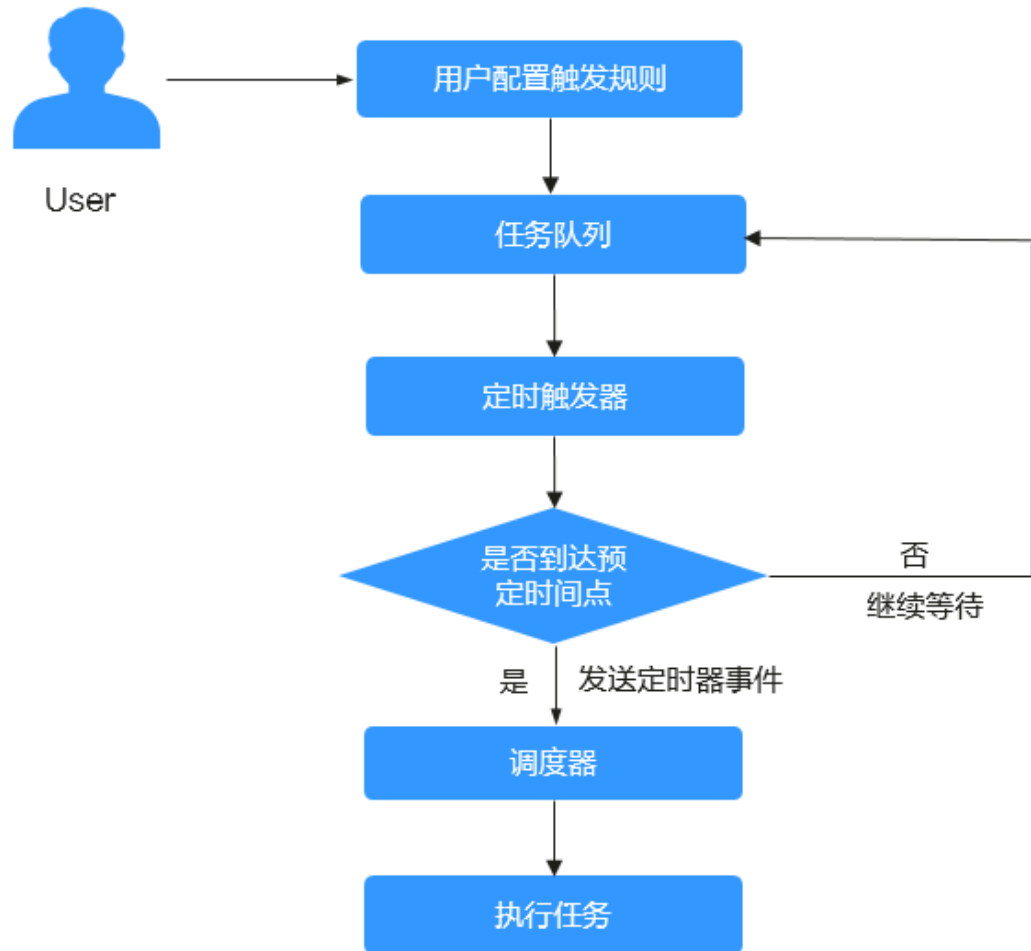 用户配置触发规则
User
任务队列
定时触发器
是否到达预
定时间点
否
继续等待
是
发送定时器事件
调度器
执行任务